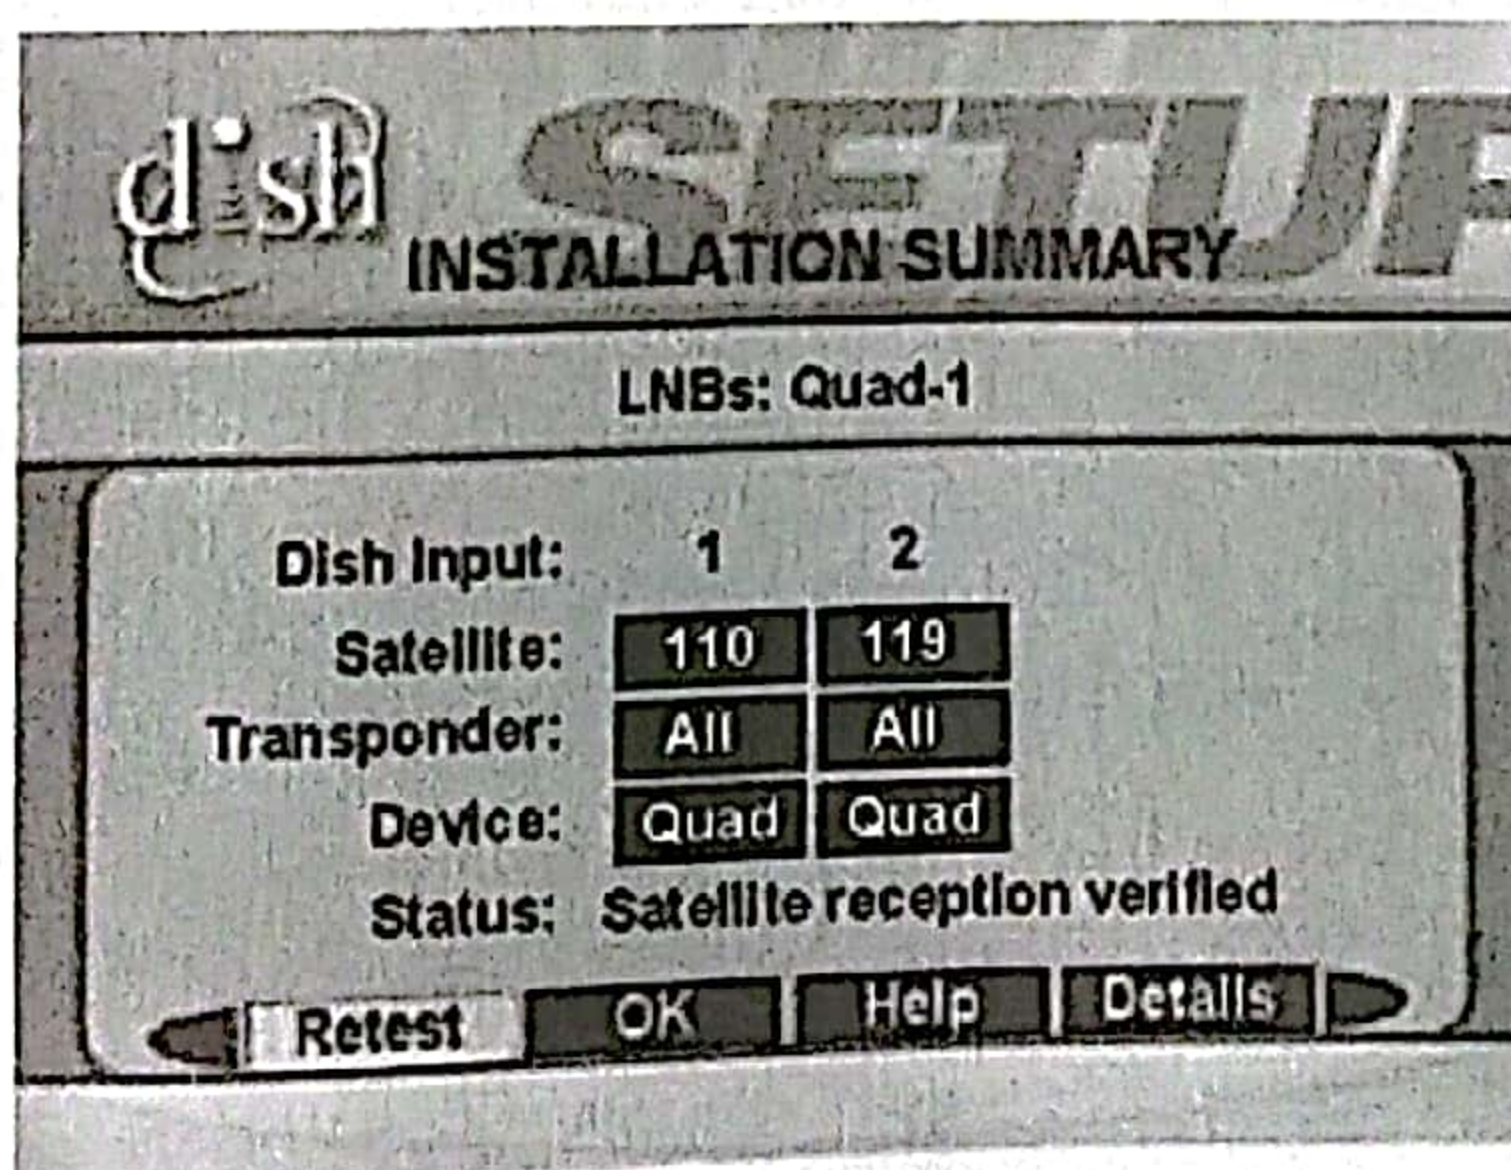 dish SETUP
INSTALLATION SUMMARY
LNBs: Quad-1
Dish Input: 1 2
Satellite: 110 119
Transponder: All All
Device: Quad Quad
Status: Satellite reception verified
Retest OK Help Details